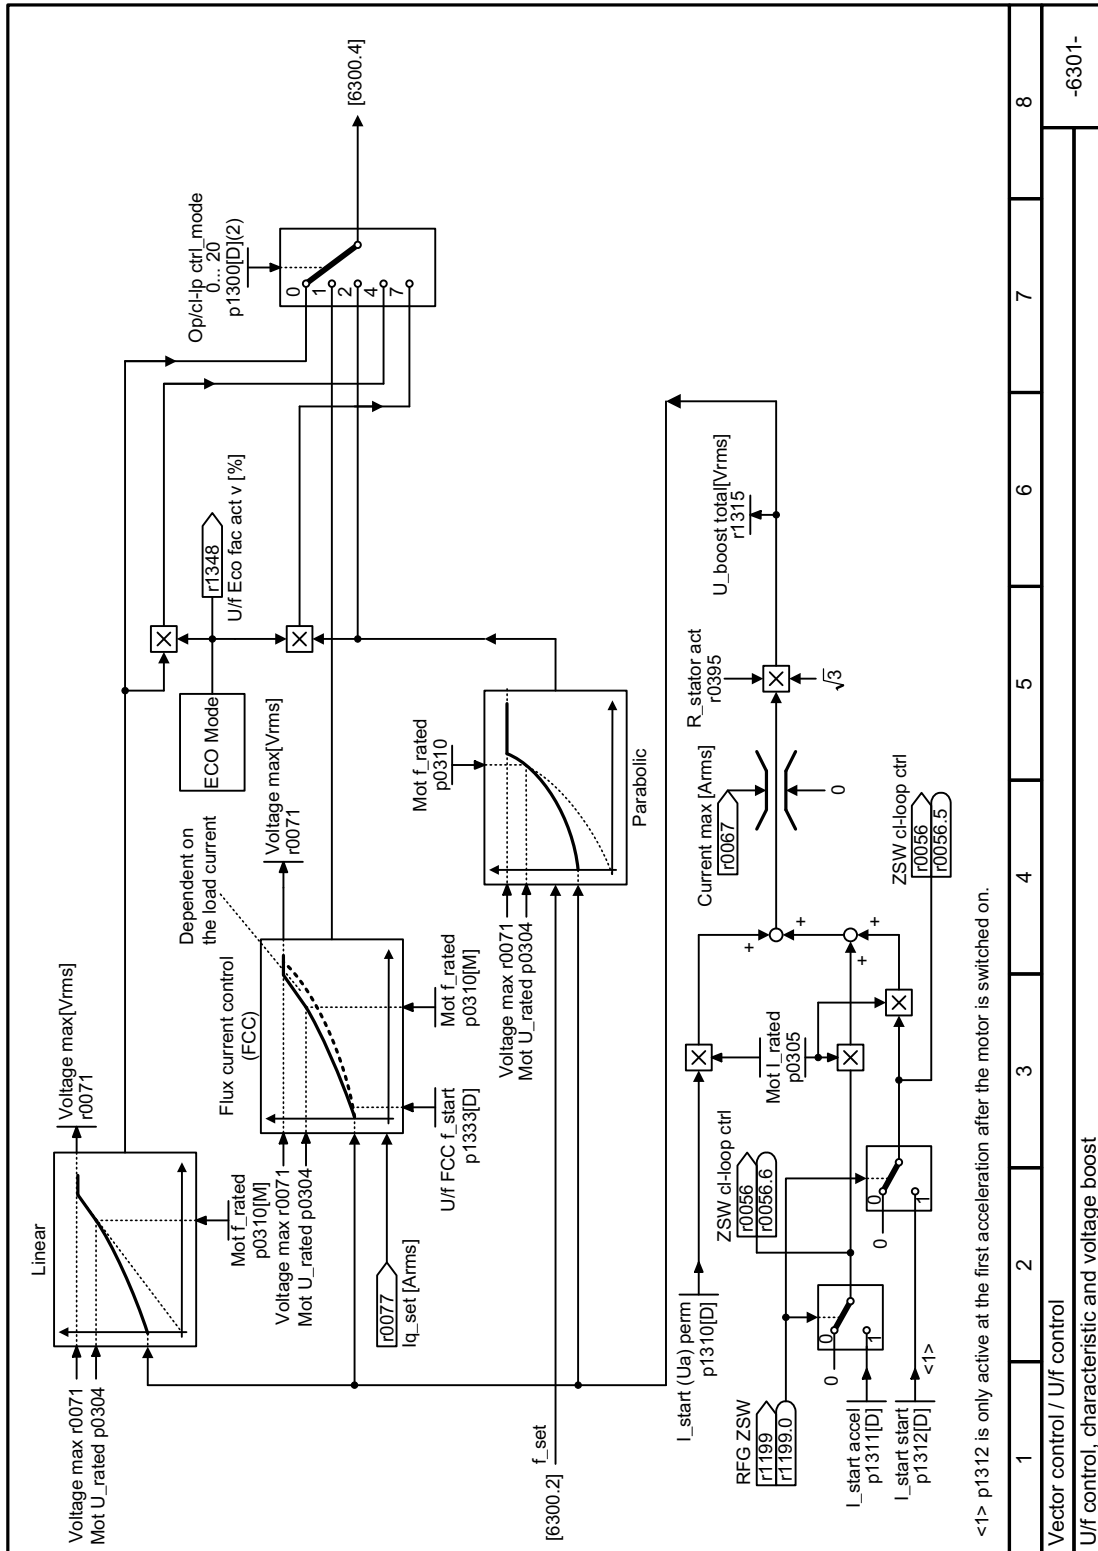 Linear
Voltage max r0071
Mot U_rated p0304
Voltage max[Vrms]
r0071
Mot f_rated
p0310[M]
Flux current control
(FCC)
Dependent on
the load current
Voltage max r0071
Mot U_rated p0304
Voltage max[Vrms]
r0071
r0077
Iq_set [Arms]
U/f FCC f_start
p1333[D]
Mot f_rated
p0310[M]
ECO Mode
r1348
U/f Eco fac act v [%]
Op/cl-lp ctrl_mode
0... 20
p1300[D](2)
0
1
2
4
7
[6300.4]
Voltage max r0071
Mot U_rated p0304
Mot f_rated
p0310
Parabolic
[6300.2]
f_set
I_start (Ua) perm
p1310[D]
RFG ZSW
r1199
r1199.0
ZSW cl-loop ctrl
r0056
r0056.6
Mot I_rated
p0305
Current max [Arms]
r0067
0
R_stator act
r0395
√3
U_boost total[Vrms]
r1315
+
+
+
+
ZSW cl-loop ctrl
r0056
r0056.5
0
0
1
I_start accel
p1311[D]
0
0
1
I_start start
p1312[D]
<1>
<1> p1312 is only active at the first acceleration after the motor is switched on.
1
2
3
4
5
6
7
8
Vector control / U/f control
U/f control, characteristic and voltage boost
-6301-